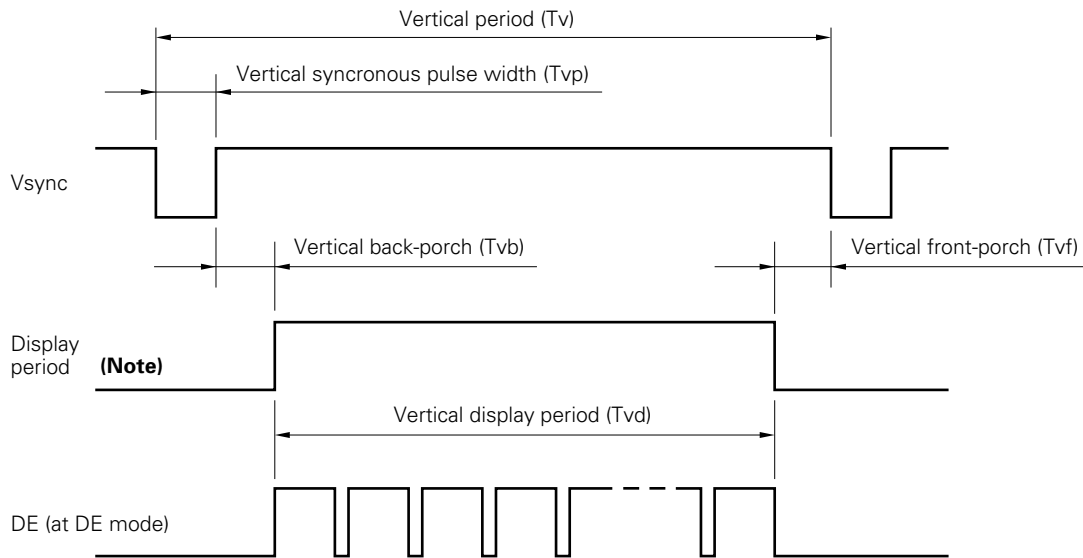 Vertical period (Tv)
Vertical syncronous pulse width (Tvp)
Vsync
Vertical back-porch (Tvb)
Vertical front-porch (Tvf)
Display
period (Note)
Vertical display period (Tvd)
DE (at DE mode)